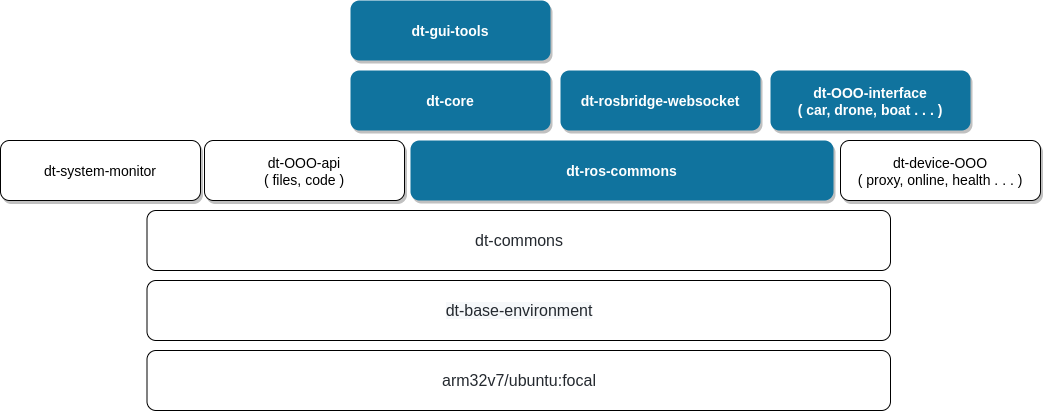 dt-gui-tools
dt-core
dt-rosbridge-websocket
dt-OOO-interface
( car, drone, boat . . . )
dt-system-monitor
dt-OOO-api
( files, code )
dt-ros-commons
dt-device-OOO
( proxy, online, health . . . )
dt-commons
dt-base-environment
arm32v7/ubuntu:focal